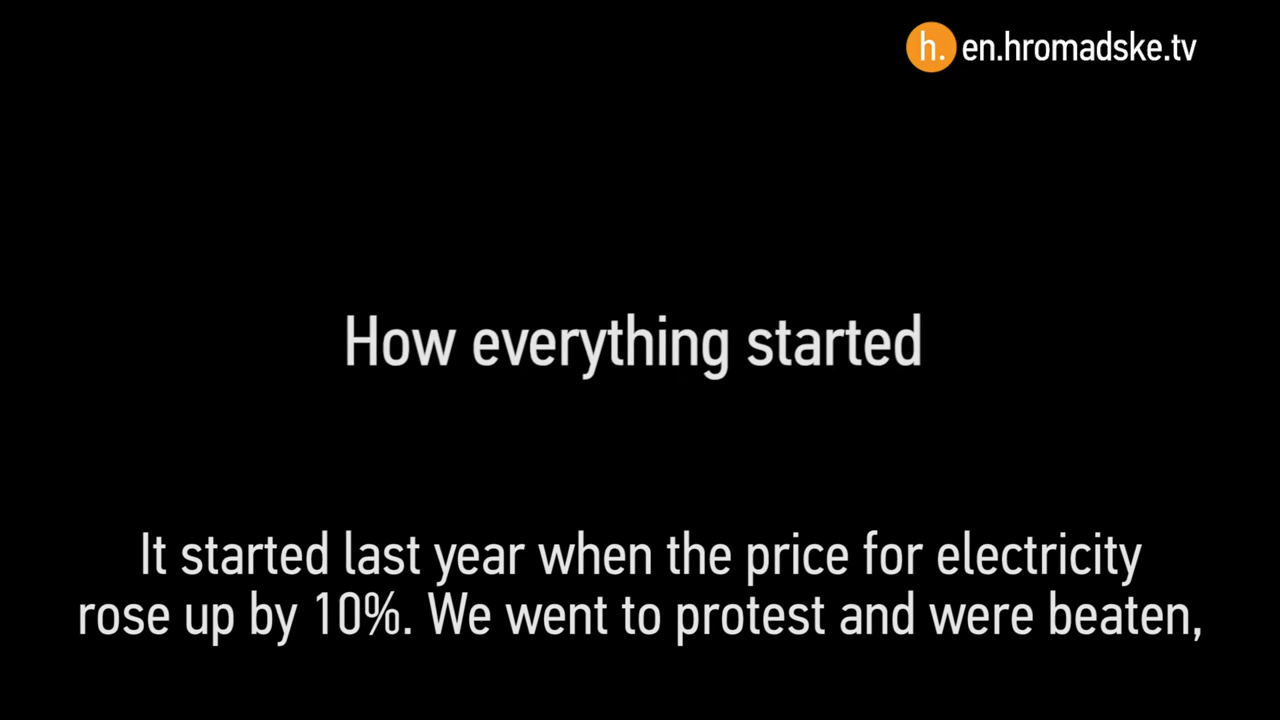 h. en.hromadske.tv
How everything started
It started last year when the price for electricity
rose up by 10%. We went to protest and were beaten,